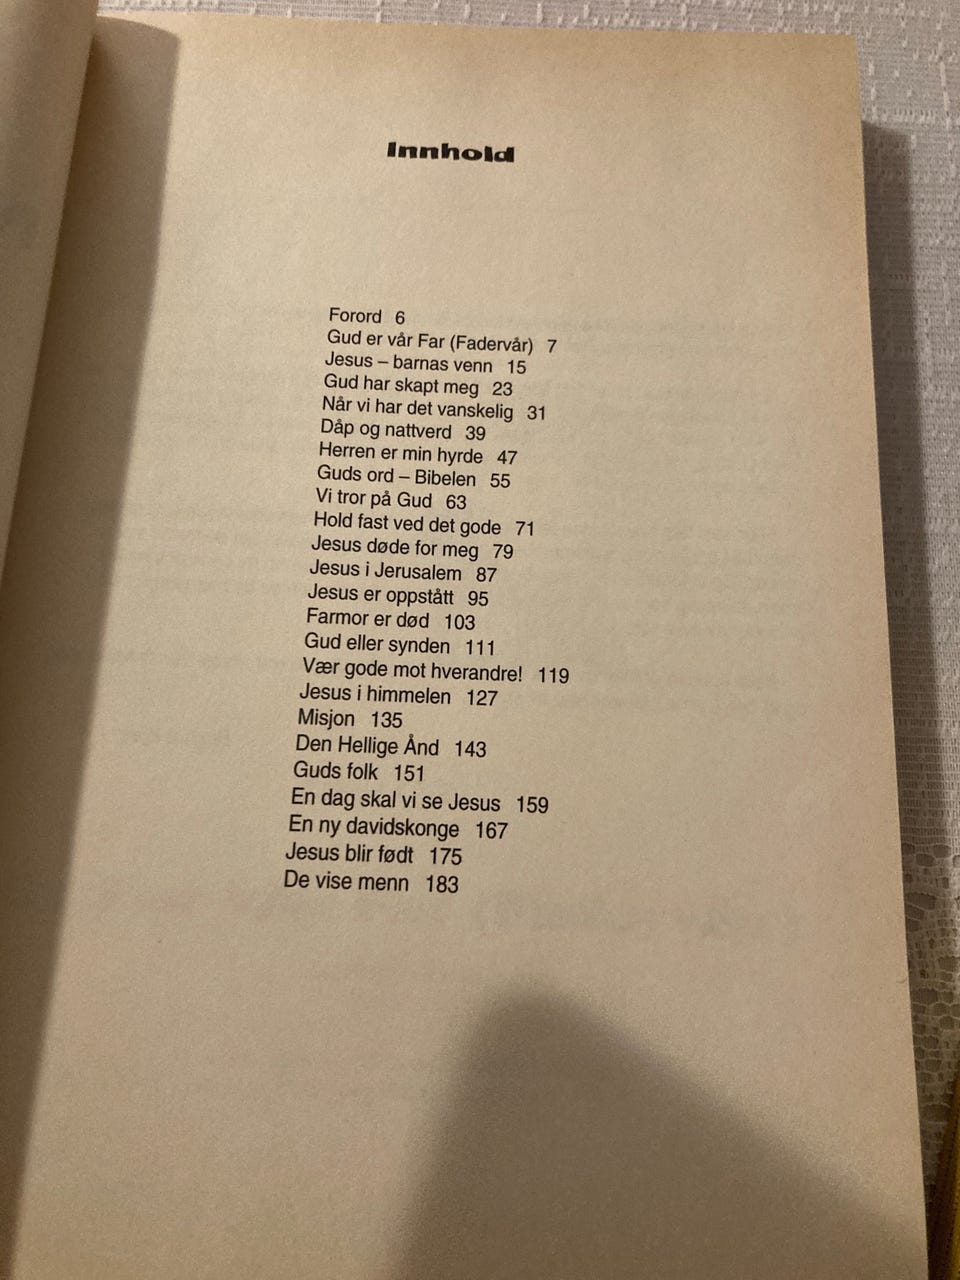 Innhold
Forord 6
Gud er vår Far (Fadervår) 7
Jesus – barnas venn 15
Gud har skapt meg 23
Når vi har det vanskelig 31
Dåp og nattverd 39
Herren er min hyrde 47
Guds ord – Bibelen 55
Vi tror på Gud 63
Hold fast ved det gode 71
Jesus døde for meg 79
Jesus i Jerusalem 87
Jesus er oppstått 95
Farmor er død 103
Gud eller synden 111
Vær gode mot hverandre! 119
Jesus i himmelen 127
Misjon 135
Den Hellige Ånd 143
Guds folk 151
En dag skal vi se Jesus 159
En ny davidskonge 167
Jesus blir født 175
De vise menn 183